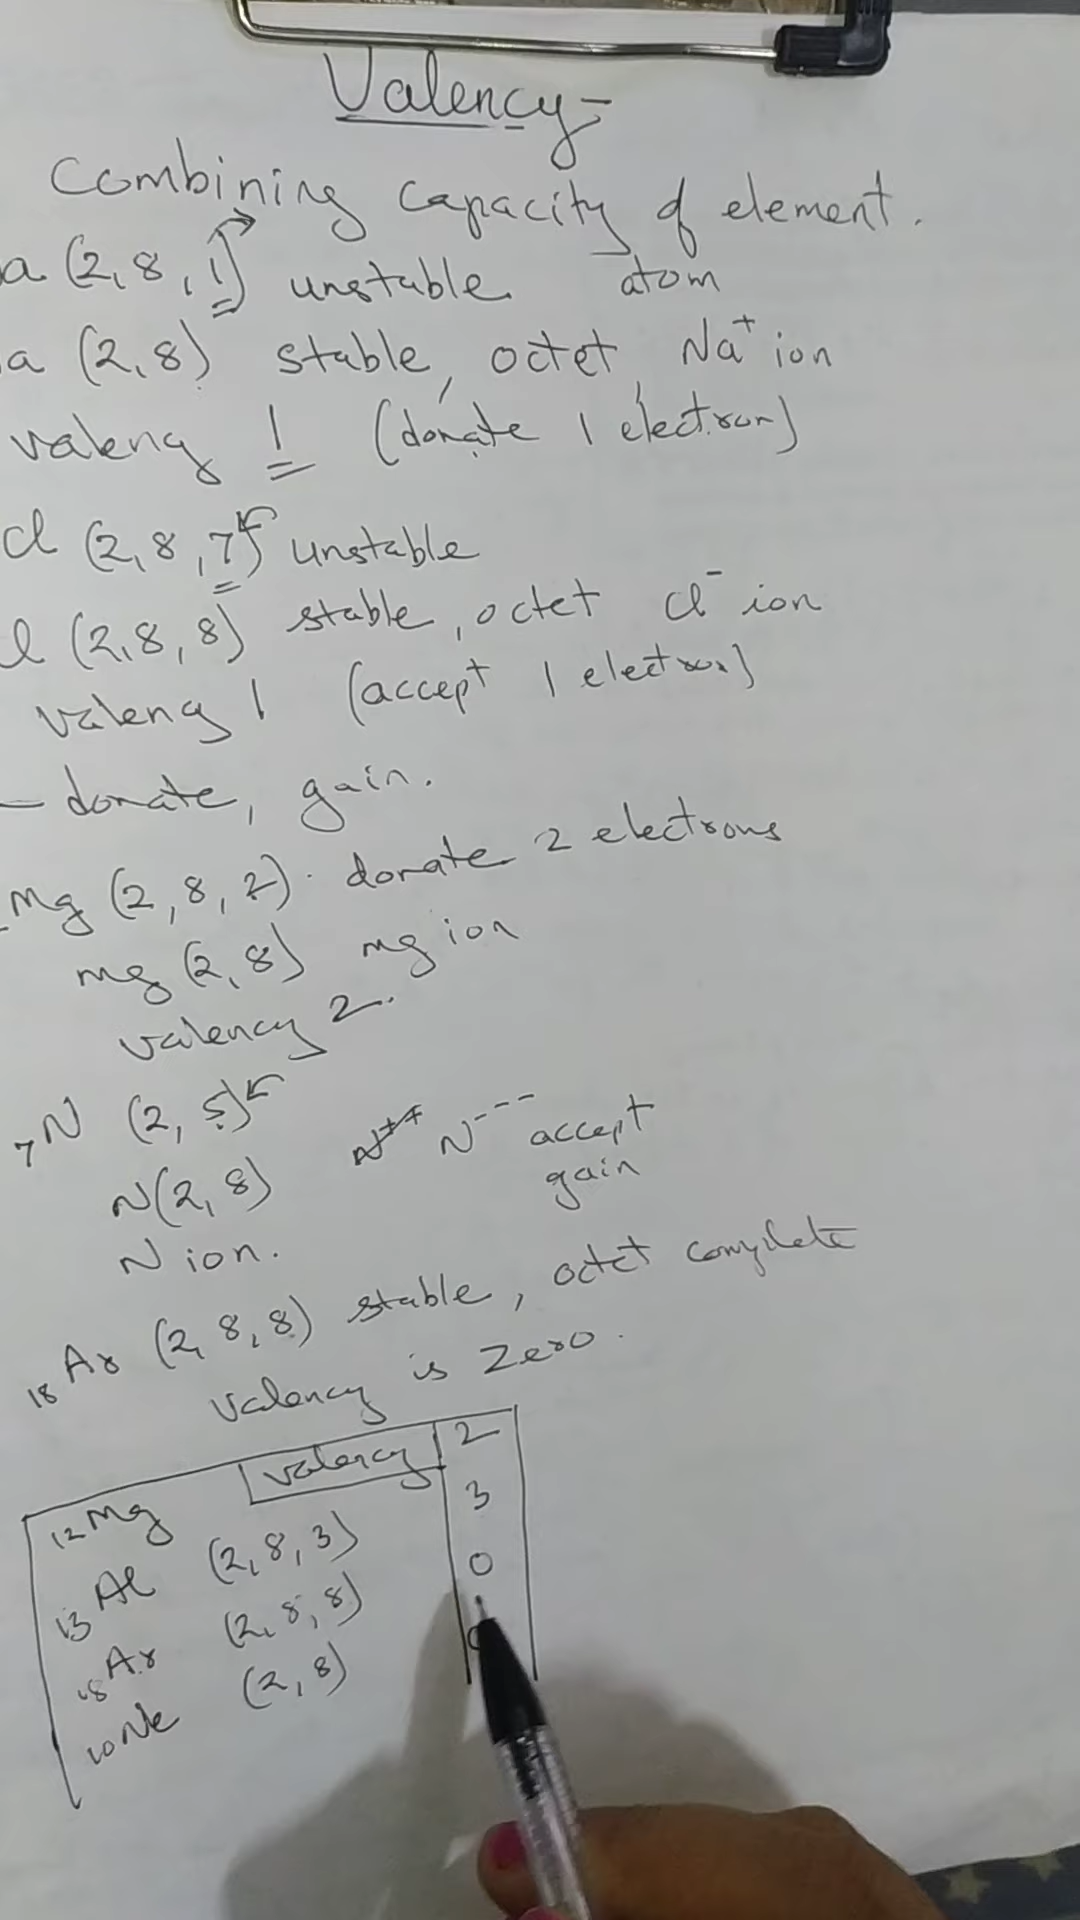 Valency-
Combining capacity of element.
a (2, 8, 1) unstable atom
a (2, 8) stable, octet, Na+ ion
valency 1 (donate 1 electron)
Cl (2, 8, 7) unstable
l (2, 8, 8) stable, octet Cl- ion
valency 1 (accept 1 electron)
- donate, gain.
Mg (2, 8, 2). donate 2 electrons
mg (2, 8) mg ion
valency 2.
7N (2, 5) N--- accept
N(2, 8) gain
N ion.
18 Ar (2, 8, 8) stable, octet complete
valency is zero.
12 Mg valency 2
13 Al (2, 8, 3) 3
18 Ar (2, 8, 8) 0
10 Ne (2, 8)